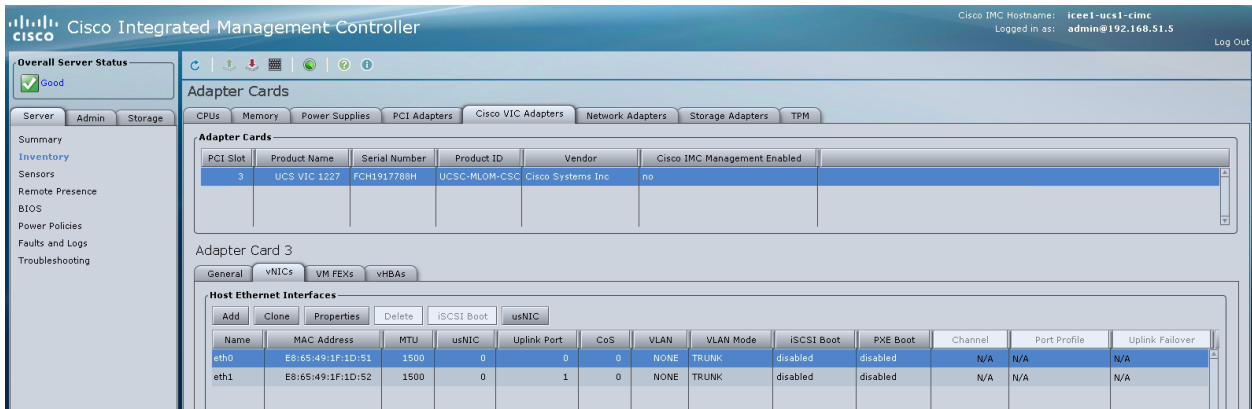 cisco Cisco Integrated Management Controller
Cisco IMC Hostname: icee1-ucs1-cimc
Logged in as: admin@192.168.51.5
Log Out
Overall Server Status
Good
Server Admin Storage
Summary
Inventory
Sensors
Remote Presence
BIOS
Power Policies
Faults and Logs
Troubleshooting
Adapter Cards
CPUs Memory Power Supplies PCI Adapters Cisco VIC Adapters Network Adapters Storage Adapters TPM
Adapter Cards
PCI Slot Product Name Serial Number Product ID Vendor Cisco IMC Management Enabled
3 UCS VIC 1227 FCH1917788H UCSC-MLOM-CSC Cisco Systems Inc no
Adapter Card 3
General vNICs VM FEXs vHBAs
Host Ethernet Interfaces
Add Clone Properties Delete iSCSI Boot usNIC
Name MAC Address MTU usNIC Uplink Port CoS VLAN VLAN Mode iSCSI Boot PXE Boot Channel Port Profile Uplink Failover
eth0 E8:65:49:1F:1D:51 1500 0 0 0 NONE TRUNK disabled disabled N/A N/A N/A
eth1 E8:65:49:1F:1D:52 1500 0 1 0 NONE TRUNK disabled disabled N/A N/A N/A